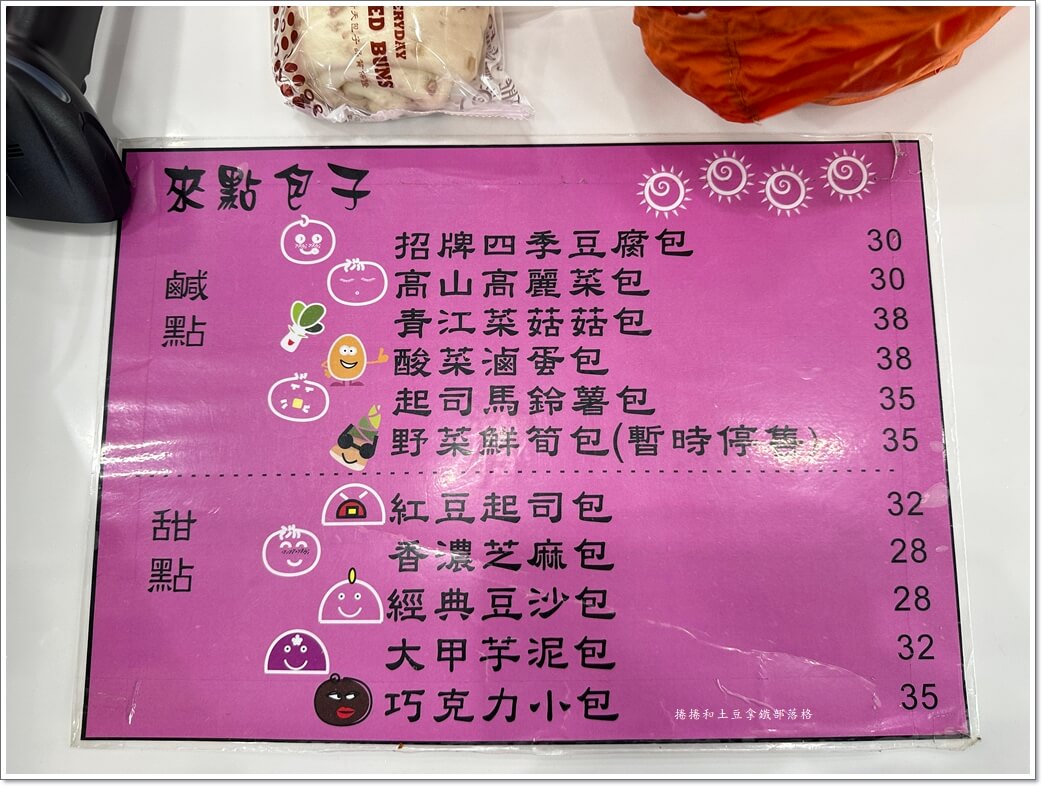 ERYDAY
ED BUNS
來點包子
鹹點
招牌四季豆腐包 30
高山高麗菜包 30
青江菜菇菇包 38
酸菜滷蛋包 38
起司馬鈴薯包 35
野菜鮮筍包(暫時停售) 35
甜點
紅豆起司包 32
香濃芝麻包 28
經典豆沙包 28
大甲芋泥包 32
巧克力小包 35
捲捲和土豆拿鐵部落格